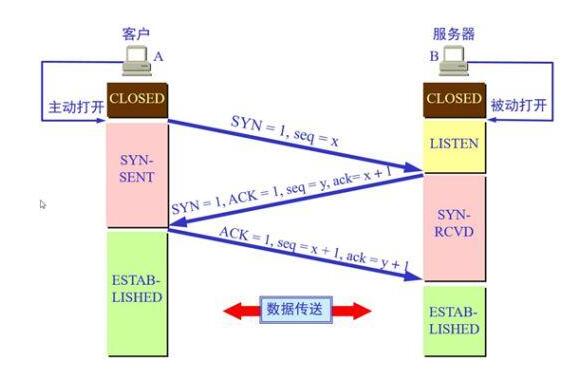 客户
服务器
A
B
CLOSED
CLOSED
主动打开
被动打开
SYN = 1, seq = x
LISTEN
SYN-
SENT
SYN = 1, ACK = 1, seq = y, ack= x + 1
SYN-
RCVD
ACK = 1, seq = x + 1, ack = y + 1
ESTAB-
LISHED
数据传送
ESTAB-
LISHED